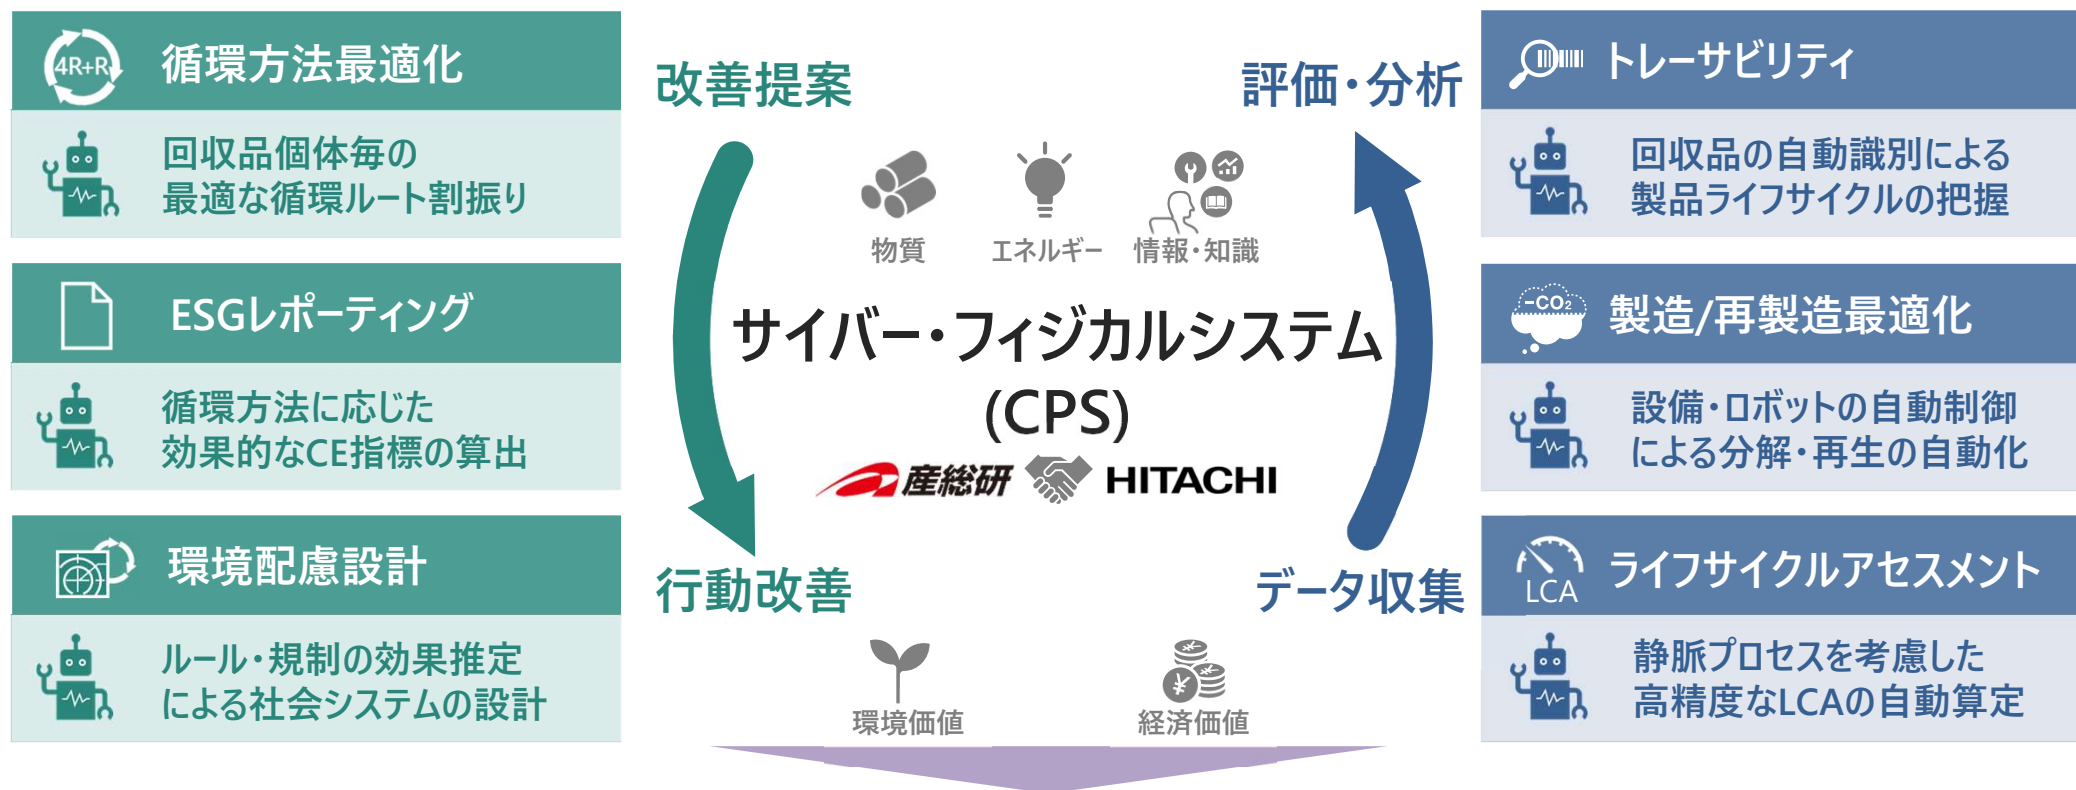 4R+R
循環方法最適化
回収品個体毎の
最適な循環ルート割振り
ESGレポーティング
循環方法に応じた
効果的なCE指標の算出
環境配慮設計
ルール・規制の効果推定
による社会システムの設計
改善提案
評価・分析
物質
エネルギー
情報・知識
サイバー・フィジカルシステム
(CPS)
産総研
HITACHI
行動改善
データ収集
環境価値
経済価値
トレーサビリティ
回収品の自動識別による
製品ライフサイクルの把握
-CO₂
製造/再製造最適化
設備・ロボットの自動制御
による分解・再生の自動化
LCA
ライフサイクルアセスメント
静脈プロセスを考慮した
高精度なLCAの自動算定